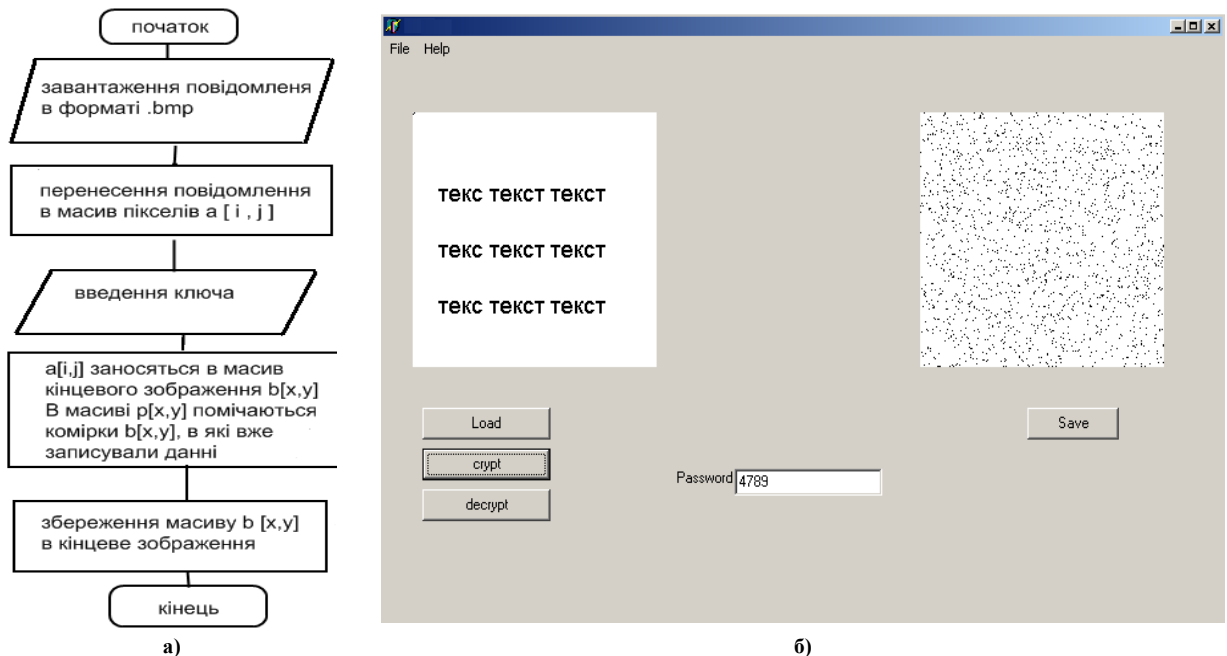 початок
завантаження повідомленя
в форматі .bmp
перенесення повідомлення
в масив пікселів a [ i , j ]
введення ключа
a[i,j] заносяться в масив
кінцевого зображення b[x,y]
В масиві p[x,y] помічаються
комірки b[x,y], в які вже
записували данні
збереження масиву b [x,y]
в кінцеве зображення
кінець
а)
File Help
текс текст текст
текс текст текст
текс текст текст
Load
crypt
decrypt
Password 4789
Save
б)